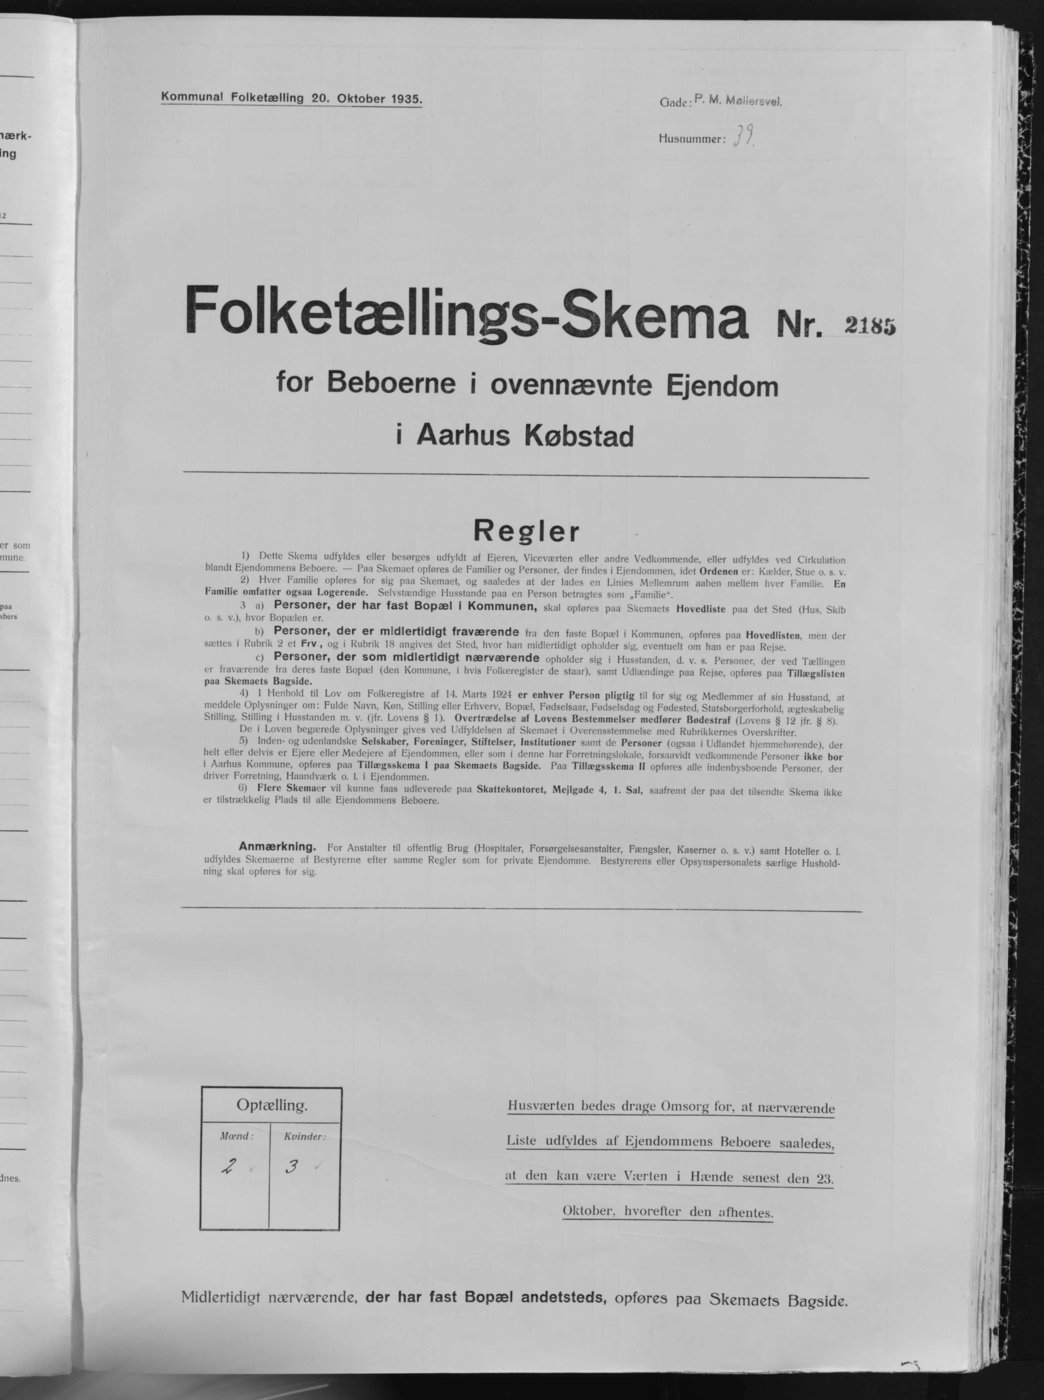 Kommunal Folketælling 20. Oktober 1935.
Gade: P. M. Møllersvej.
Husnummer: 39.
Folketællings-Skema Nr. 2185
for Beboerne i ovennævnte Ejendom
i Aarhus Købstad
Regler
1) Dette Skema udfyldes eller besørges udfyldt af Ejeren, Viceværten eller andre Vedkommende, eller udfyldes ved Cirkulation
blandt Ejendommens Beboere. — Paa Skemaet opføres de Familier og Personer, der findes i Ejendommen, idet Ordenen er: Kælder, Stue o. s. v.
2) Hver Familie opføres for sig paa Skemaet, og saaledes at der lades en Linies Mellemrum aaben mellem hver Familie. En
Familie omfatter ogsaa Logerende. Selvstændige Husstande paa en Person betragtes som „Familie“.
3 a) Personer, der har fast Bopæl i Kommunen, skal opføres paa Skemaets Hovedliste paa det Sted (Hus, Skib
o. s. v.), hvor Bopælen er.
b) Personer, der er midlertidigt fraværende fra den faste Bopæl i Kommunen, opføres paa Hovedlisten, men der
sættes i Rubrik 2 et Frv., og i Rubrik 18 angives det Sted, hvor han midlertidigt opholder sig, eventuelt om han er paa Rejse.
c) Personer, der som midlertidigt nærværende opholder sig i Husstanden, d. v. s. Personer, der ved Tællingen
er fraværende fra deres faste Bopæl (den Kommune, i hvis Folkeregister de staar), samt Udlændinge paa Rejse, opføres paa Tillægslisten
paa Skemaets Bagside.
4) I Henhold til Lov om Folkeregistre af 14. Marts 1924 er enhver Person pligtig til for sig og Medlemmer af sin Husstand, at
meddele Oplysninger om: Fulde Navn, Køn, Stilling eller Erhverv, Bopæl, Fødselsaar, Fødselsdag og Fødested, Statsborgerforhold, ægteskabelig
Stilling, Stilling i Husstanden m. v. (jfr. Lovens § 1). Overtrædelse af Lovens Bestemmelser medfører Bødestraf (Lovens § 12 jfr. § 8).
De i Loven begærede Oplysninger gives ved Udfyldelsen af Skemaet i Overensstemmelse med Rubrikkernes Overskrifter.
5) Inden- og udenlandske Selskaber, Foreninger, Stiftelser, Institutioner samt de Personer (ogsaa i Udlandet hjemmehørende), der
helt eller delvis er Ejere eller Medejere af Ejendommen, eller som i denne har Forretningslokale, forsaavidt vedkommende Personer ikke bor
i Aarhus Kommune, opføres paa Tillægsskema I paa Skemaets Bagside. Paa Tillægsskema II opføres alle indenbysboende Personer, der
driver Forretning, Haandværk o. l. i Ejendommen.
6) Flere Skemaer vil kunne faas udleverede paa Skattekontoret, Mejlgade 4, 1. Sal, saafremt der paa det tilsendte Skema ikke
er tilstrækkelig Plads til alle Ejendommens Beboere.
Anmærkning. For Anstalter til offentlig Brug (Hospitaler, Forsørgelsesanstalter, Fængsler, Kaserner o. s. v.) samt Hoteller o. l.
udfyldes Skemaerne af Bestyrerne efter samme Regler som for private Ejendomme. Bestyrerens eller Opsynspersonalets særlige Hushold-
ning skal opføres for sig.
Optælling.
Mænd: Kvinder:
2 3
Husværten bedes drage Omsorg for, at nærværende
Liste udfyldes af Ejendommens Beboere saaledes,
at den kan være Værten i Hænde senest den 23.
Oktober, hvorefter den afhentes.
Midlertidigt nærværende, der har fast Bopæl andetsteds, opføres paa Skemaets Bagside.